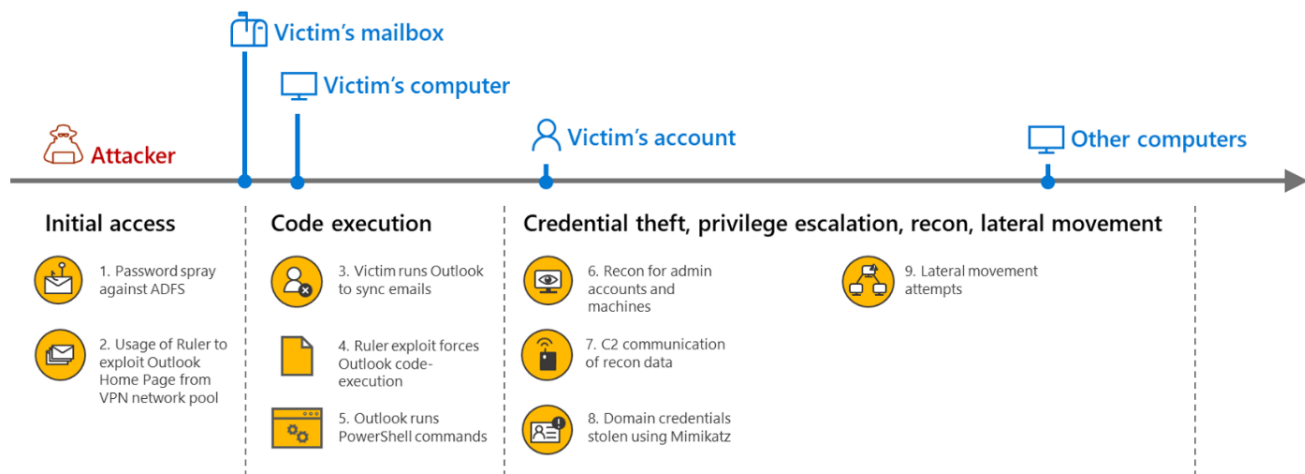 Victim's mailbox
Victim's computer
Attacker
Victim's account
Other computers
Initial access
1. Password spray
against ADFS
2. Usage of Ruler to
exploit Outlook
Home Page from
VPN network pool
Code execution
3. Victim runs Outlook
to sync emails
4. Ruler exploit forces
Outlook code-
execution
5. Outlook runs
PowerShell commands
Credential theft, privilege escalation, recon, lateral movement
6. Recon for admin
accounts and
machines
7. C2 communication
of recon data
8. Domain credentials
stolen using Mimikatz
9. Lateral movement
attempts